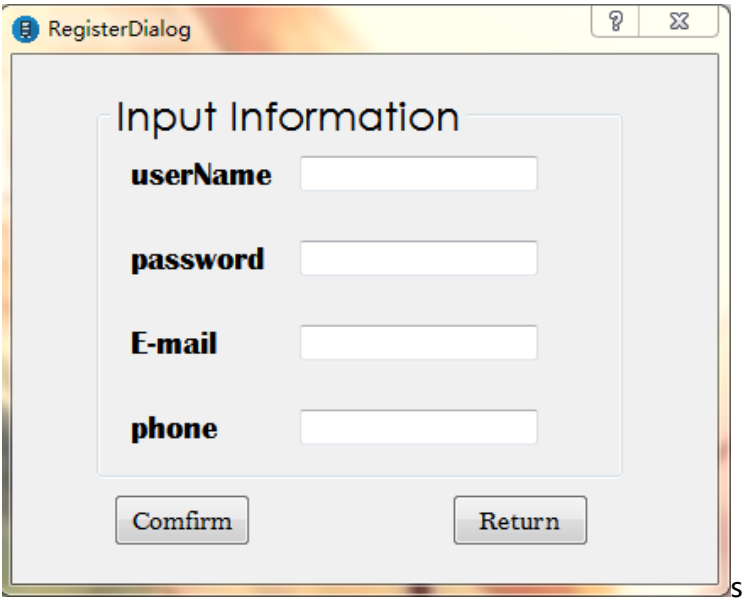 RegisterDialog
Input Information
userName
password
E-mail
phone
Comfirm Return
s